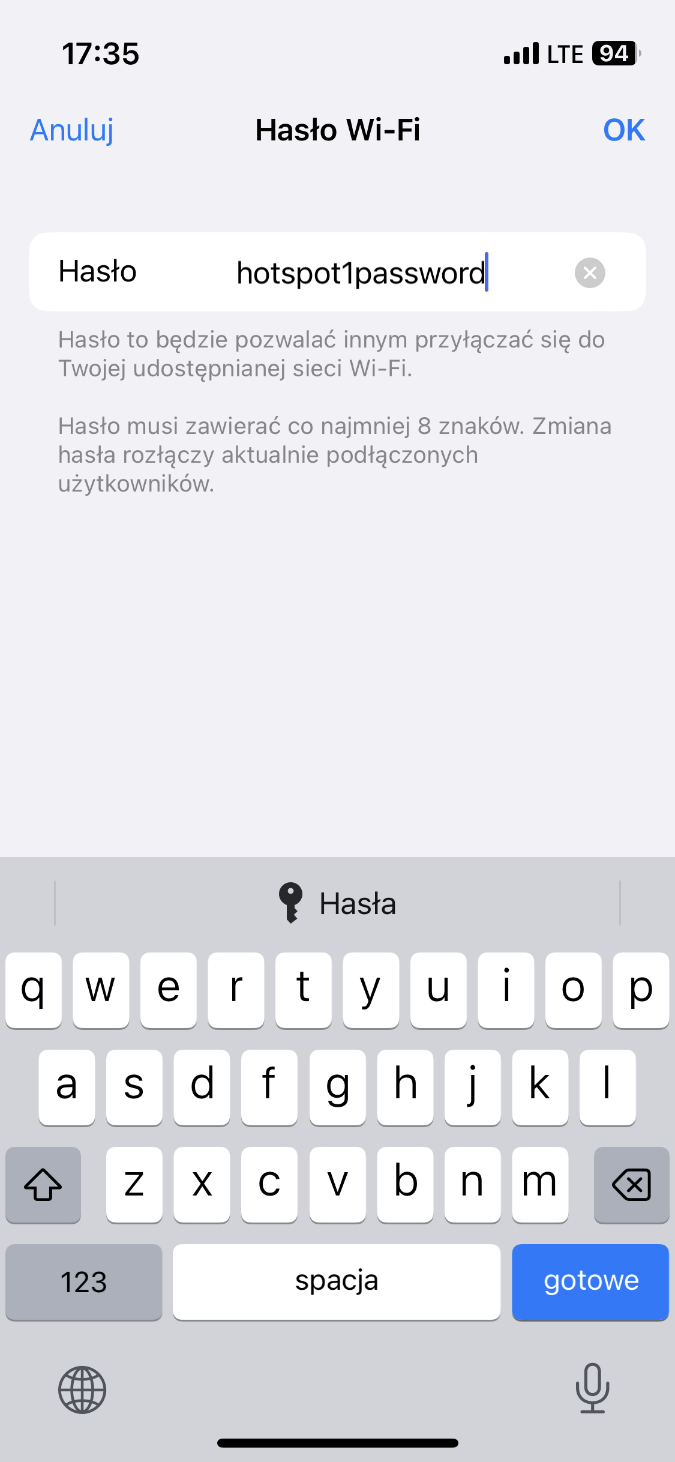 17:35 LTE 94
Anuluj Hasło Wi-Fi OK
Hasło hotspot1password
Hasło to będzie pozwalać innym przyłączać się do
Twojej udostępnianej sieci Wi-Fi.
Hasło musi zawierać co najmniej 8 znaków. Zmiana
hasła rozłączy aktualnie podłączonych
użytkowników.
Hasła
q w e r t y u i o p
a s d f g h j k l
z x c v b n m
123 spacja gotowe